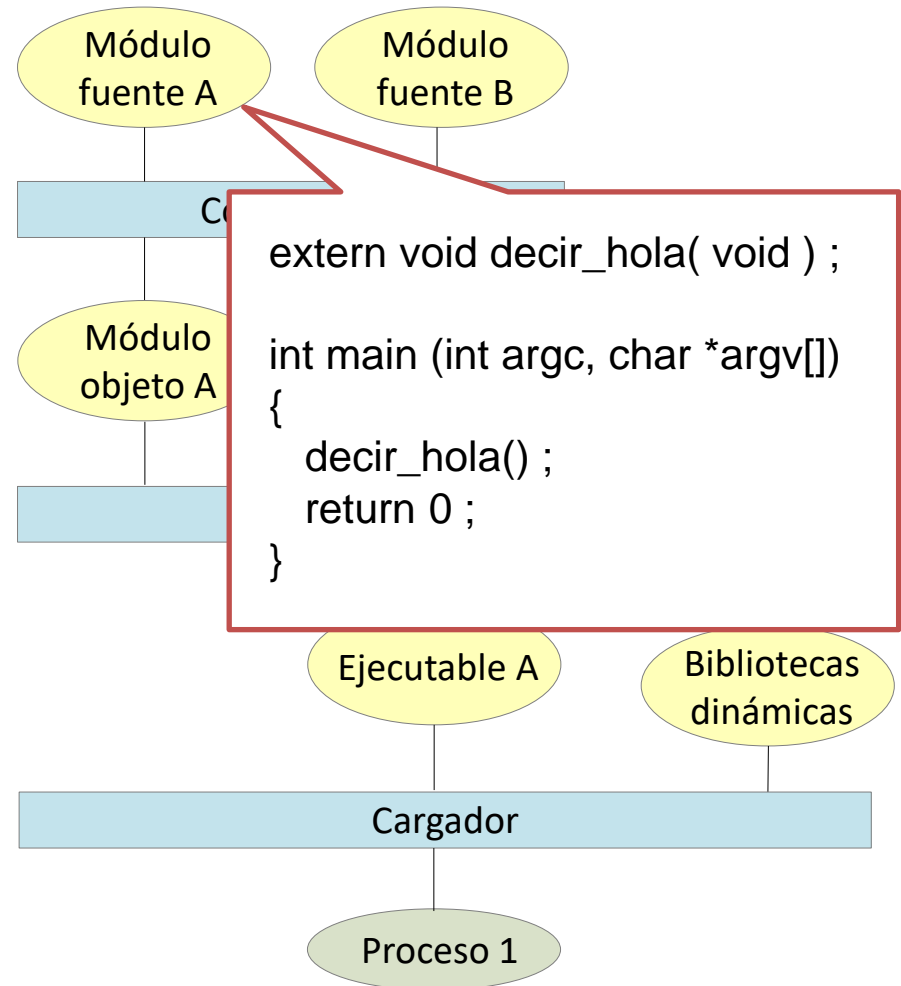 Módulo
fuente A
Módulo
fuente B
extern void decir_hola( void ) ;
int main (int argc, char *argv[])
{
decir_hola() ;
return 0 ;
}
Módulo
objeto A
Ejecutable A
Bibliotecas
dinámicas
Cargador
Proceso 1